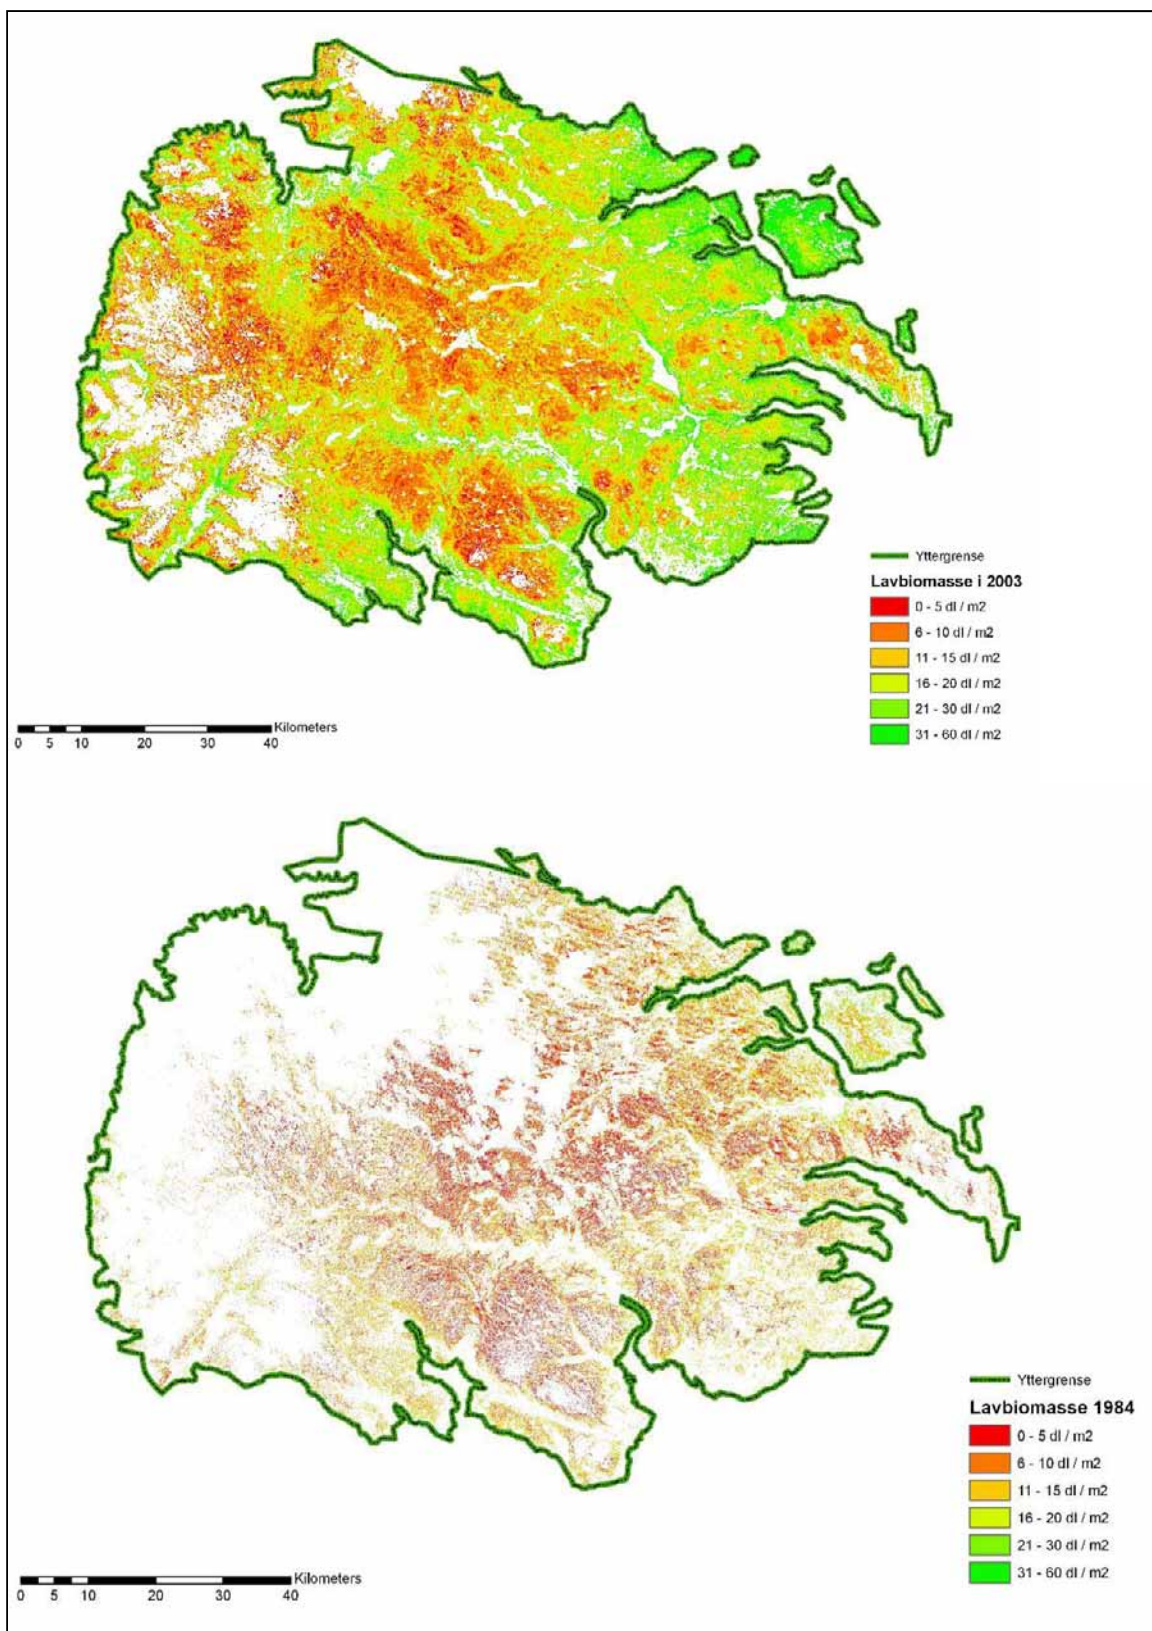 Yttergrense
Lavbiomasse i 2003
0 - 5 dl / m2
6 - 10 dl / m2
11 - 15 dl / m2
16 - 20 dl / m2
21 - 30 dl / m2
31 - 60 dl / m2
Kilometers
0 5 10 20 30 40
Yttergrense
Lavbiomasse 1984
0 - 5 dl / m2
6 - 10 dl / m2
11 - 15 dl / m2
16 - 20 dl / m2
21 - 30 dl / m2
31 - 60 dl / m2
Kilometers
0 5 10 20 30 40